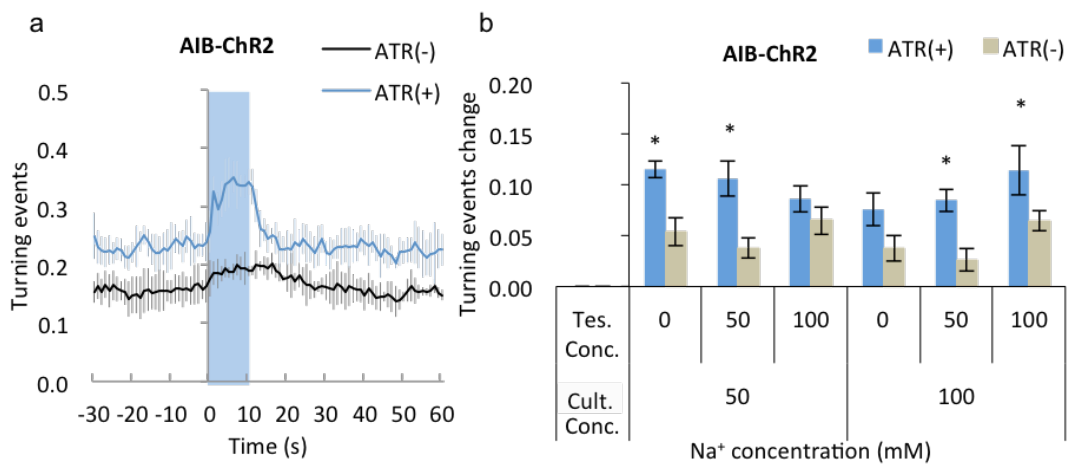 a
AIB-ChR2
ATR(-)
ATR(+)
Turning events
0.5
0.4
0.3
0.2
0.1
0.0
-30 -20 -10 0 10 20 30 40 50 60
Time (s)
b
AIB-ChR2
ATR(+) ATR(-)
Turning events change
0.20
0.15
0.10
0.05
0.00
* * * *
Tes. Conc.
0 50 100 0 50 100
Cult. Conc.
50 100
Na⁺ concentration (mM)